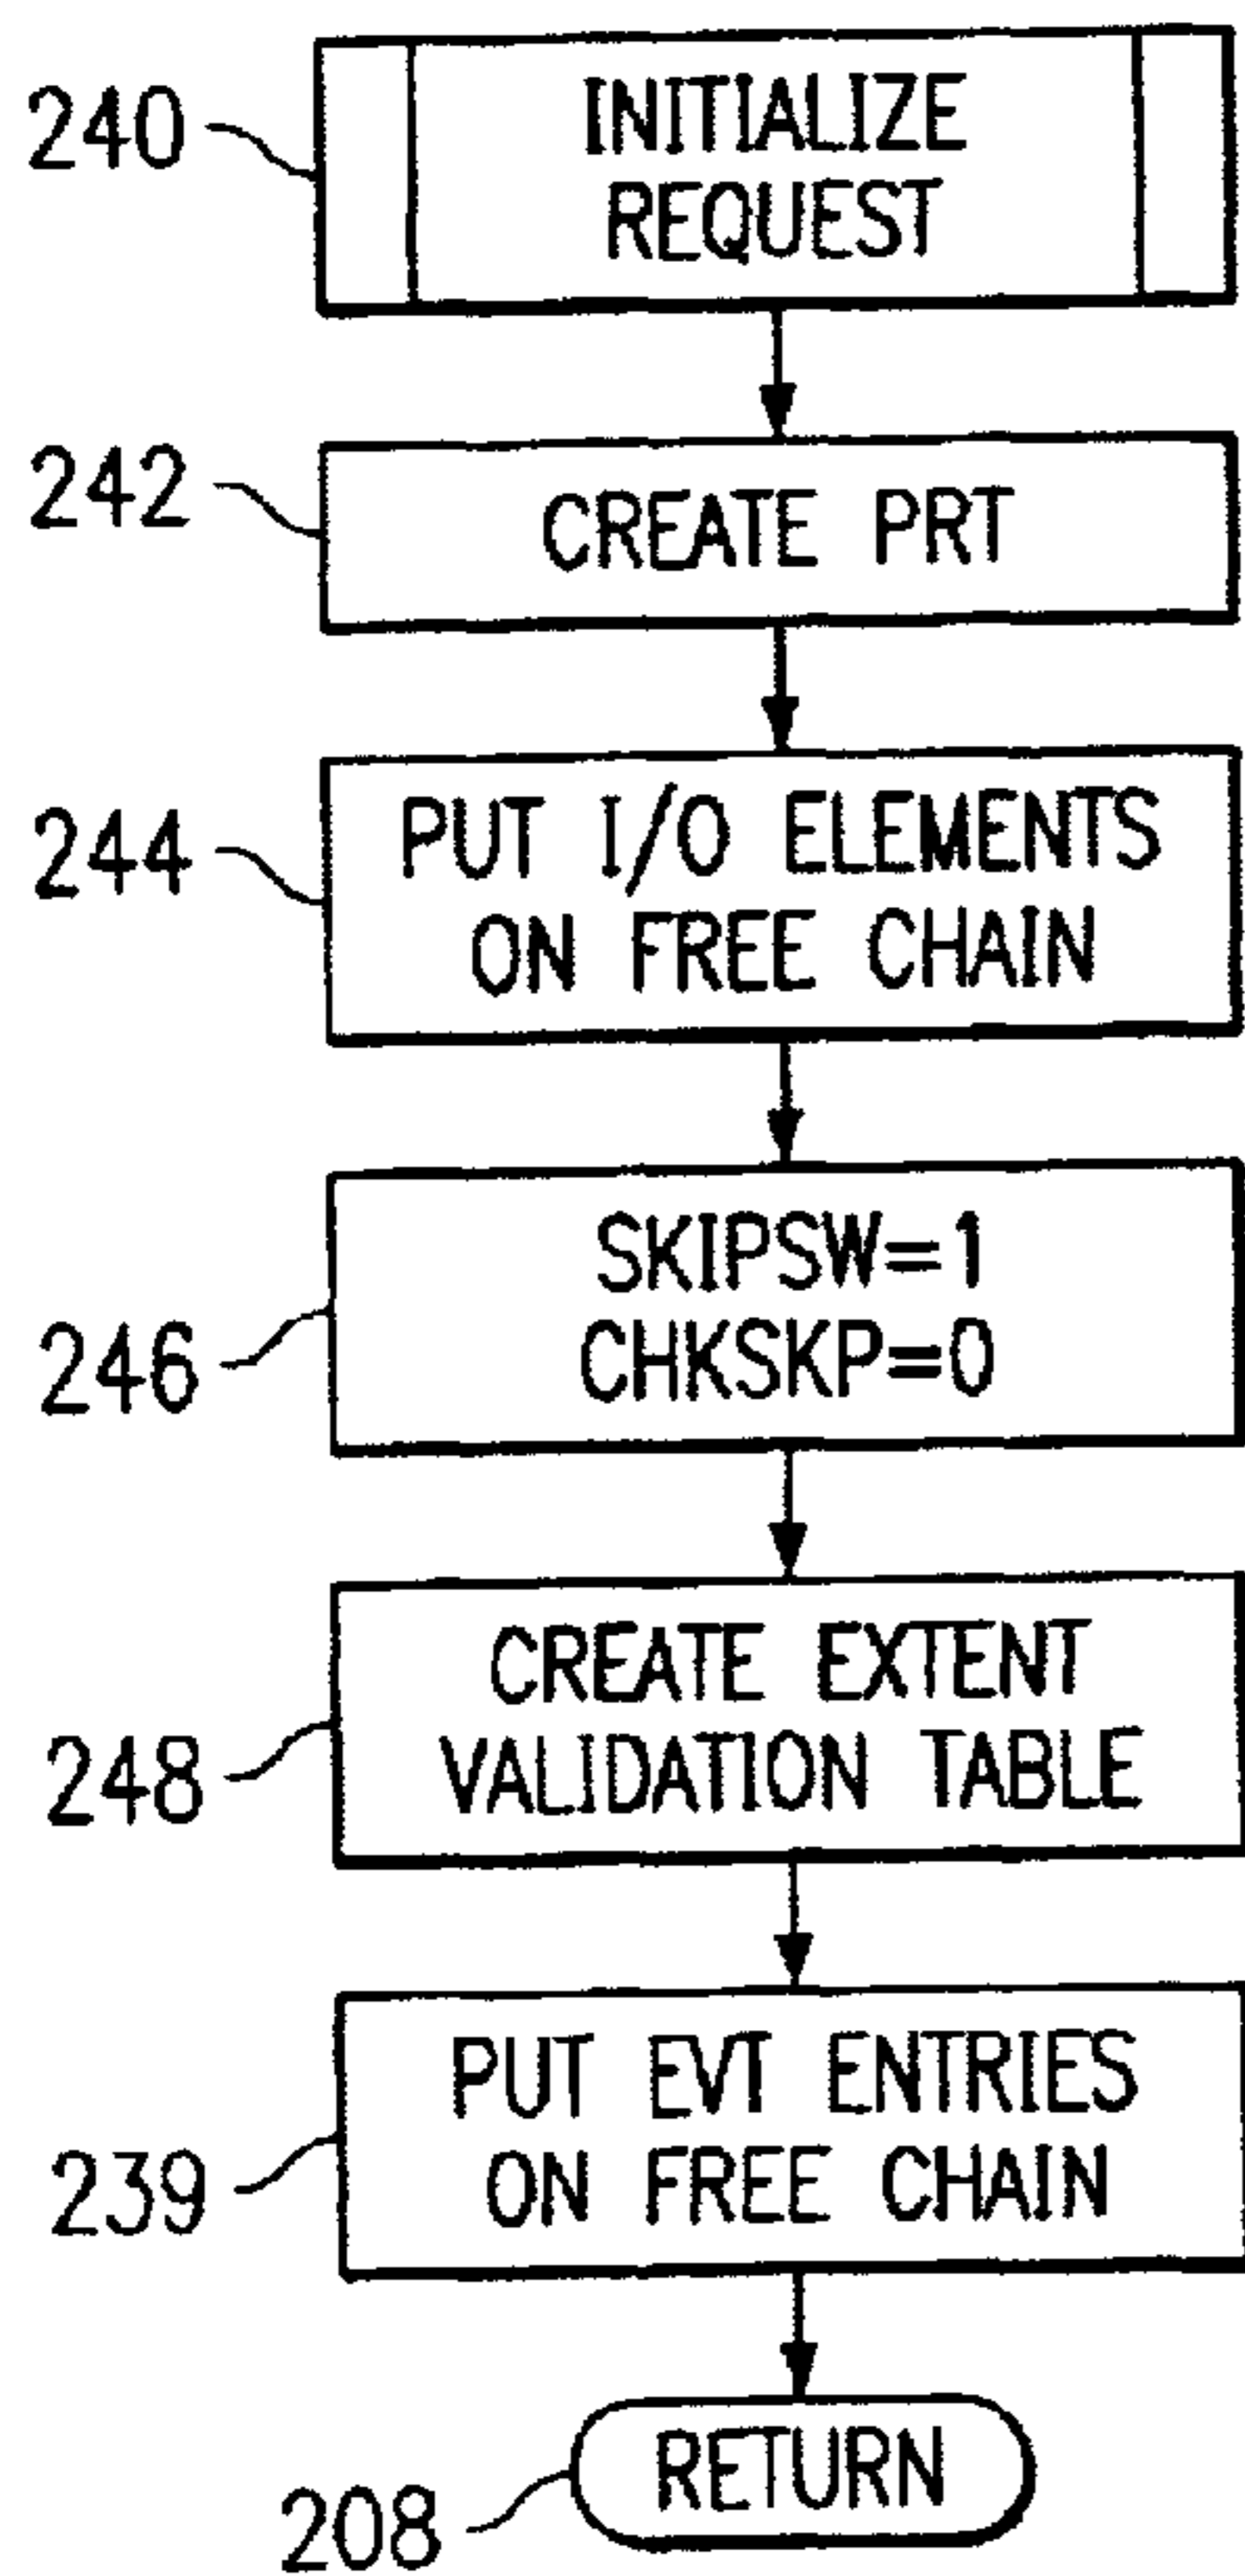 240
INITIALIZE
REQUEST
242
CREATE PRT
244
PUT I/O ELEMENTS
ON FREE CHAIN
246
SKIPSW=1
CHKSKP=0
248
CREATE EXTENT
VALIDATION TABLE
239
PUT EVT ENTRIES
ON FREE CHAIN
208
RETURN